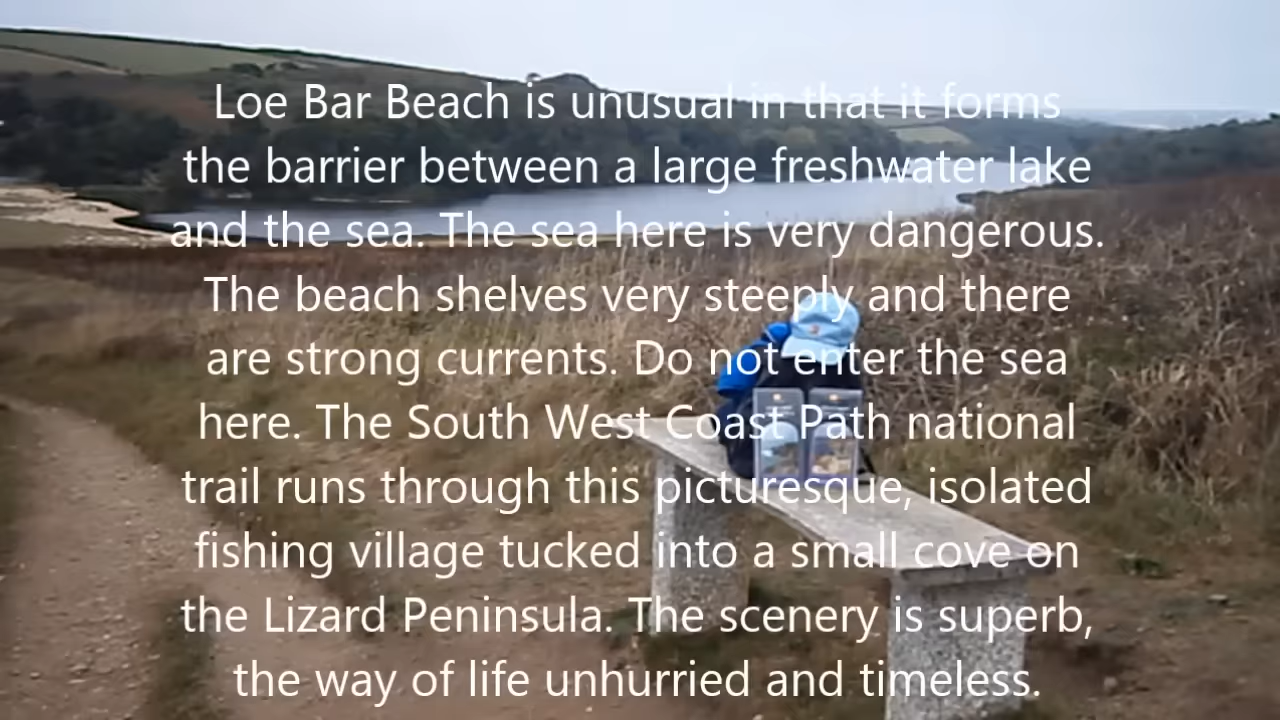 Loe Bar Beach is unusual in that it forms
the barrier between a large freshwater lake
and the sea. The sea here is very dangerous.
The beach shelves very steeply and there
are strong currents. Do not enter the sea
here. The South West Coast Path national
trail runs through this picturesque, isolated
fishing village tucked into a small cove on
the Lizard Peninsula. The scenery is superb,
the way of life unhurried and timeless.